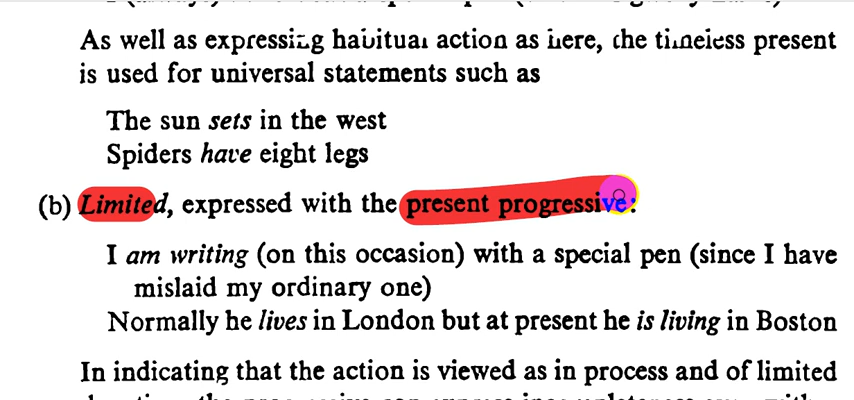 As well as expressing habitual action as here, the timeless present
is used for universal statements such as
The sun sets in the west
Spiders have eight legs
(b) Limited, expressed with the present progressive:
I am writing (on this occasion) with a special pen (since I have
mislaid my ordinary one)
Normally he lives in London but at present he is living in Boston
In indicating that the action is viewed as in process and of limited